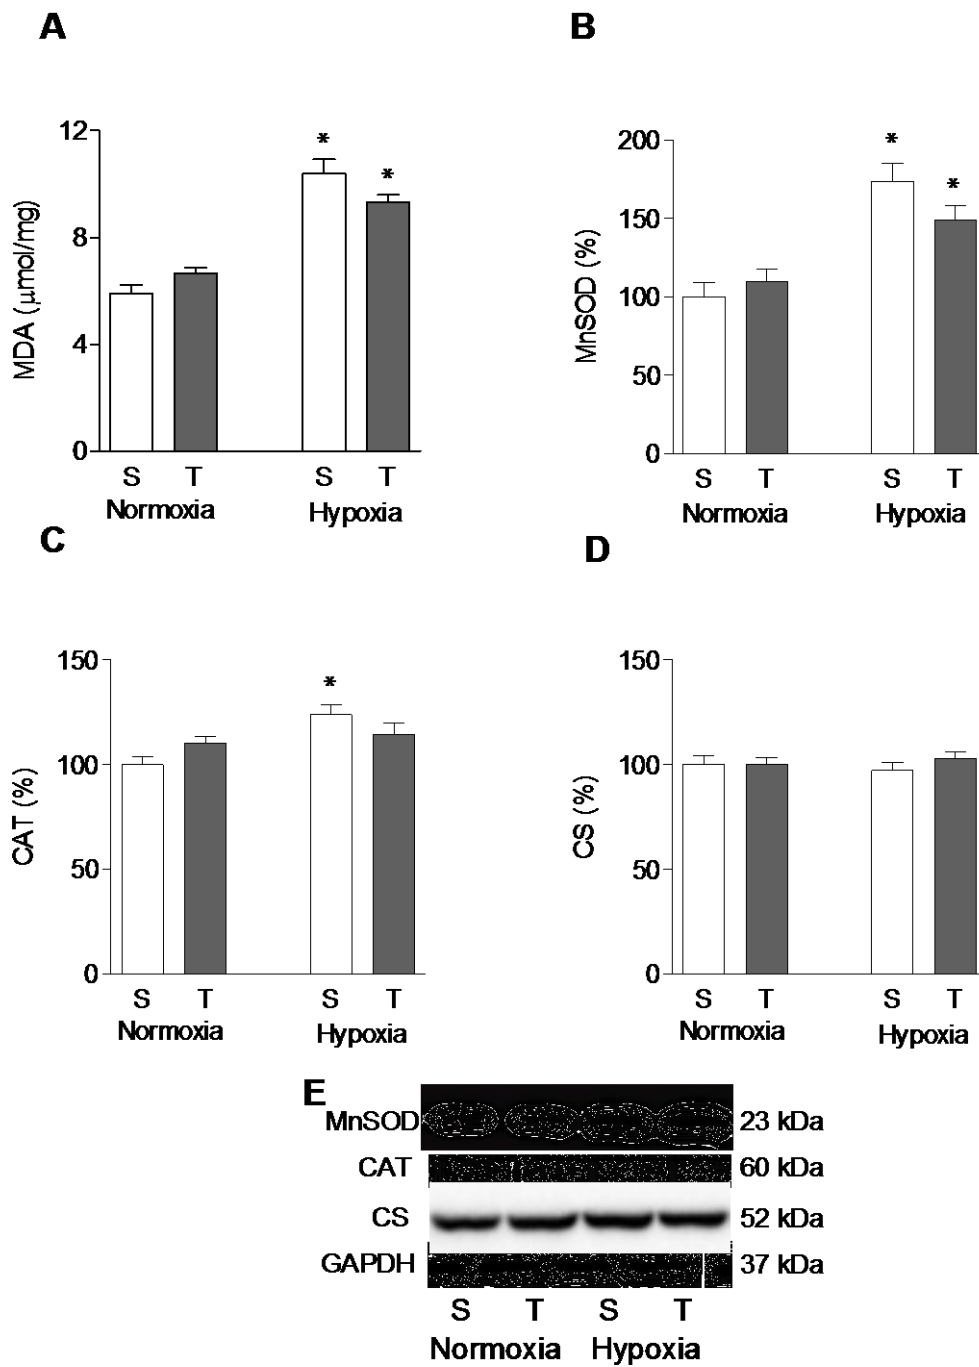 A
B
12
8
4
0
MDA (µmol/mg)
*
*
S T S T
Normoxia Hypoxia
200
150
100
50
0
MnSOD (%)
*
*
S T S T
Normoxia Hypoxia
C
D
150
100
50
0
CAT (%)
*
S T S T
Normoxia Hypoxia
150
100
50
0
CS (%)
S T S T
Normoxia Hypoxia
E
MnSOD 23 kDa
CAT 60 kDa
CS 52 kDa
GAPDH 37 kDa
S T S T
Normoxia Hypoxia